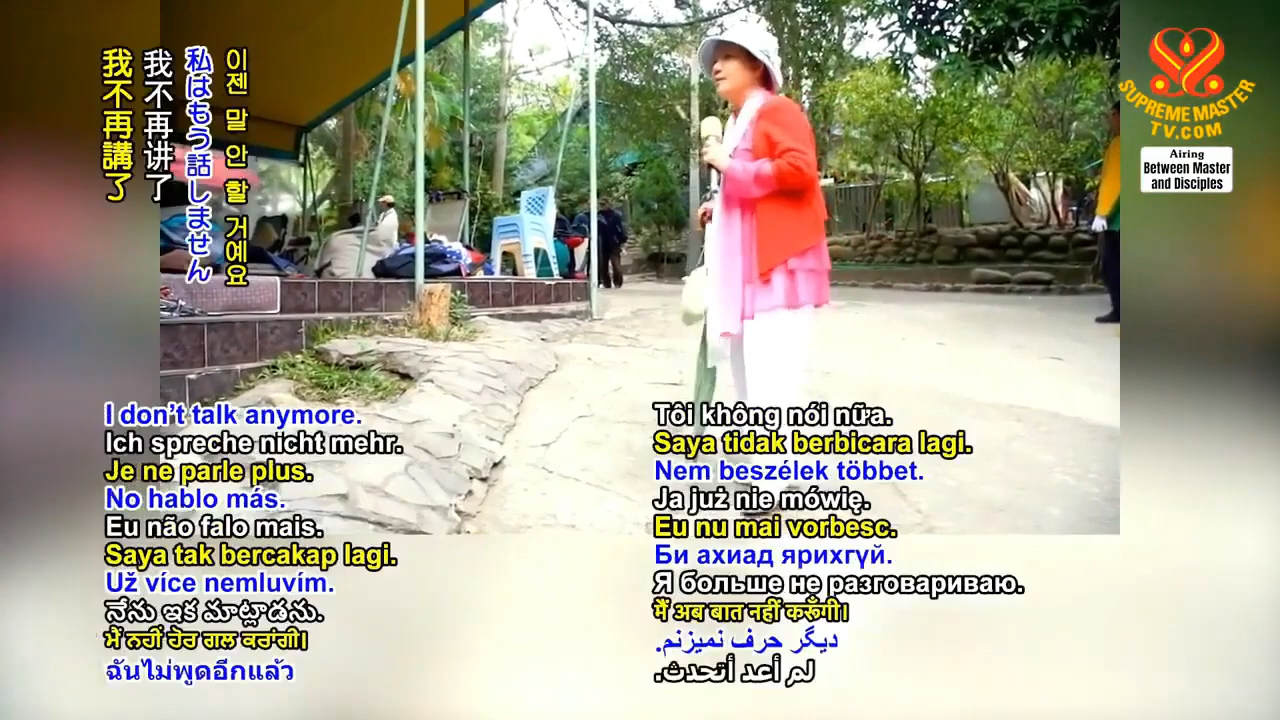 我不再講了
我不再讲了
私はもう話しません
이젠 말 안 할 거예요
SUPREME MASTER
TV.COM
Airing
Between Master
and Disciples
I don't talk anymore.
Ich spreche nicht mehr.
Je ne parle plus.
No hablo más.
Eu não falo mais.
Saya tak bercakap lagi.
Už více nemluvím.
నేను ఇక మాట్లాడను.
ਮੈਂ ਨਹੀਂ ਹੋਰ ਗਲ ਕਰਾਂਗੀ।
ฉันไม่พูดอีกแล้ว
Tôi không nói nữa.
Saya tidak berbicara lagi.
Nem beszélek többet.
Ja już nie mówię.
Eu nu mai vorbesc.
Би ахиад ярихгүй.
Я больше не разговариваю.
मैं अब बात नहीं करूँगी।
دیگر حرف نمیزنم.
لم أعد أتحدث.